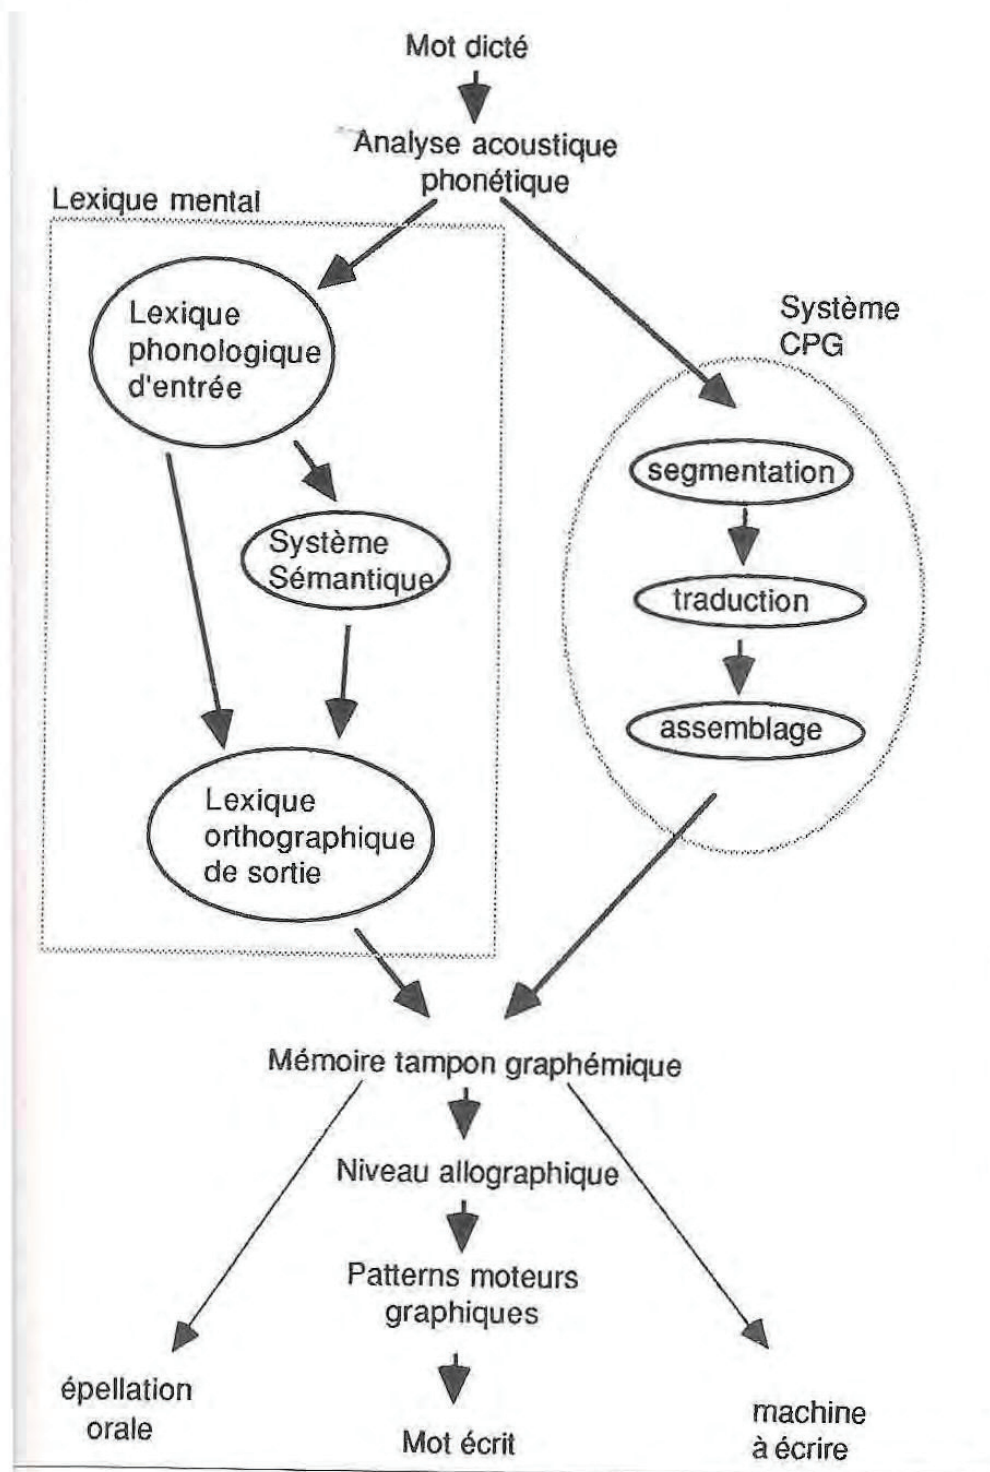 Mot dicté
Analyse acoustique
phonétique
Lexique mental
Lexique
phonologique
d'entrée
Système
Sémantique
Lexique
orthographique
de sortie
Système
CPG
segmentation
traduction
assemblage
Mémoire tampon graphémique
Niveau allographique
Patterns moteurs
graphiques
épellation
orale
Mot écrit
machine
à écrire